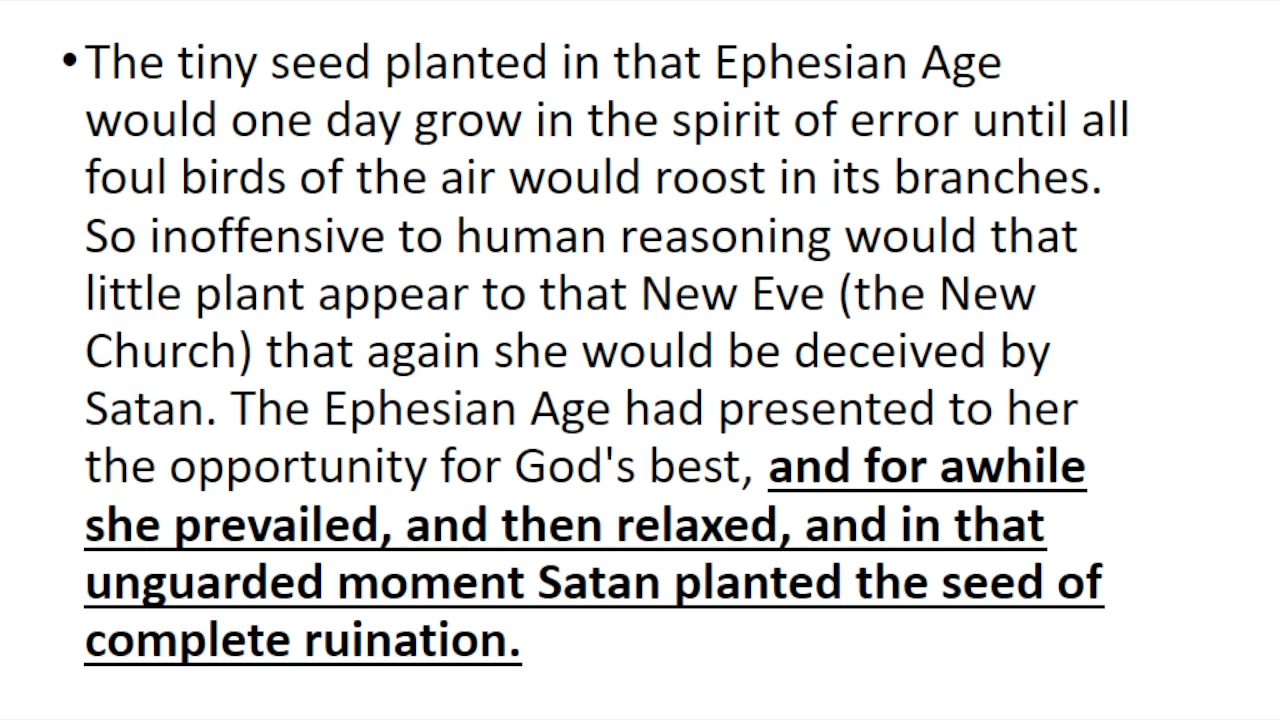 • The tiny seed planted in that Ephesian Age
would one day grow in the spirit of error until all
foul birds of the air would roost in its branches.
So inoffensive to human reasoning would that
little plant appear to that New Eve (the New
Church) that again she would be deceived by
Satan. The Ephesian Age had presented to her
the opportunity for God's best, and for awhile
she prevailed, and then relaxed, and in that
unguarded moment Satan planted the seed of
complete ruination.